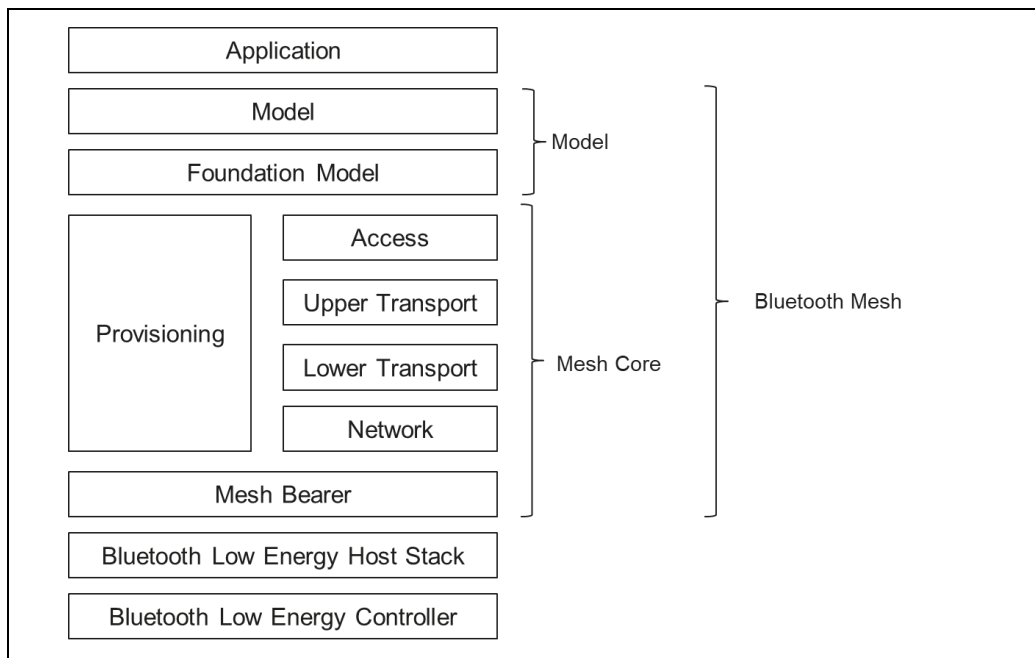 Application
Model
Foundation Model
Model
Provisioning
Access
Upper Transport
Lower Transport
Network
Mesh Core
Bluetooth Mesh
Mesh Bearer
Bluetooth Low Energy Host Stack
Bluetooth Low Energy Controller